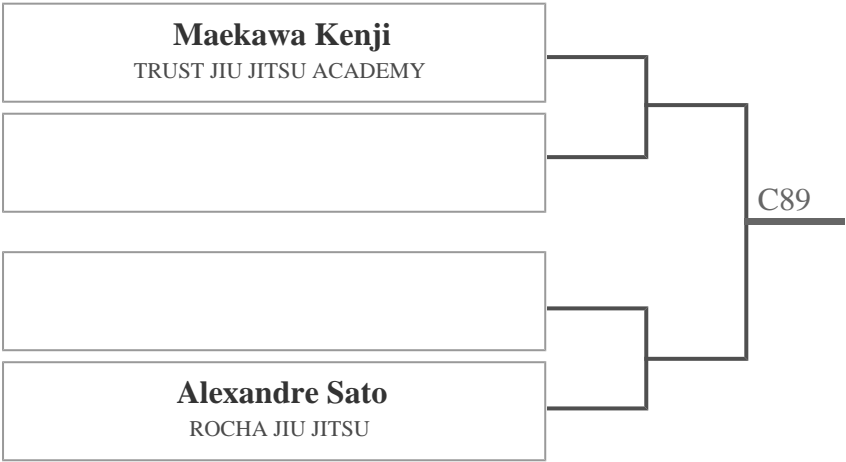 Maekawa Kenji
TRUST JIU JITSU ACADEMY
C89
Alexandre Sato
ROCHA JIU JITSU